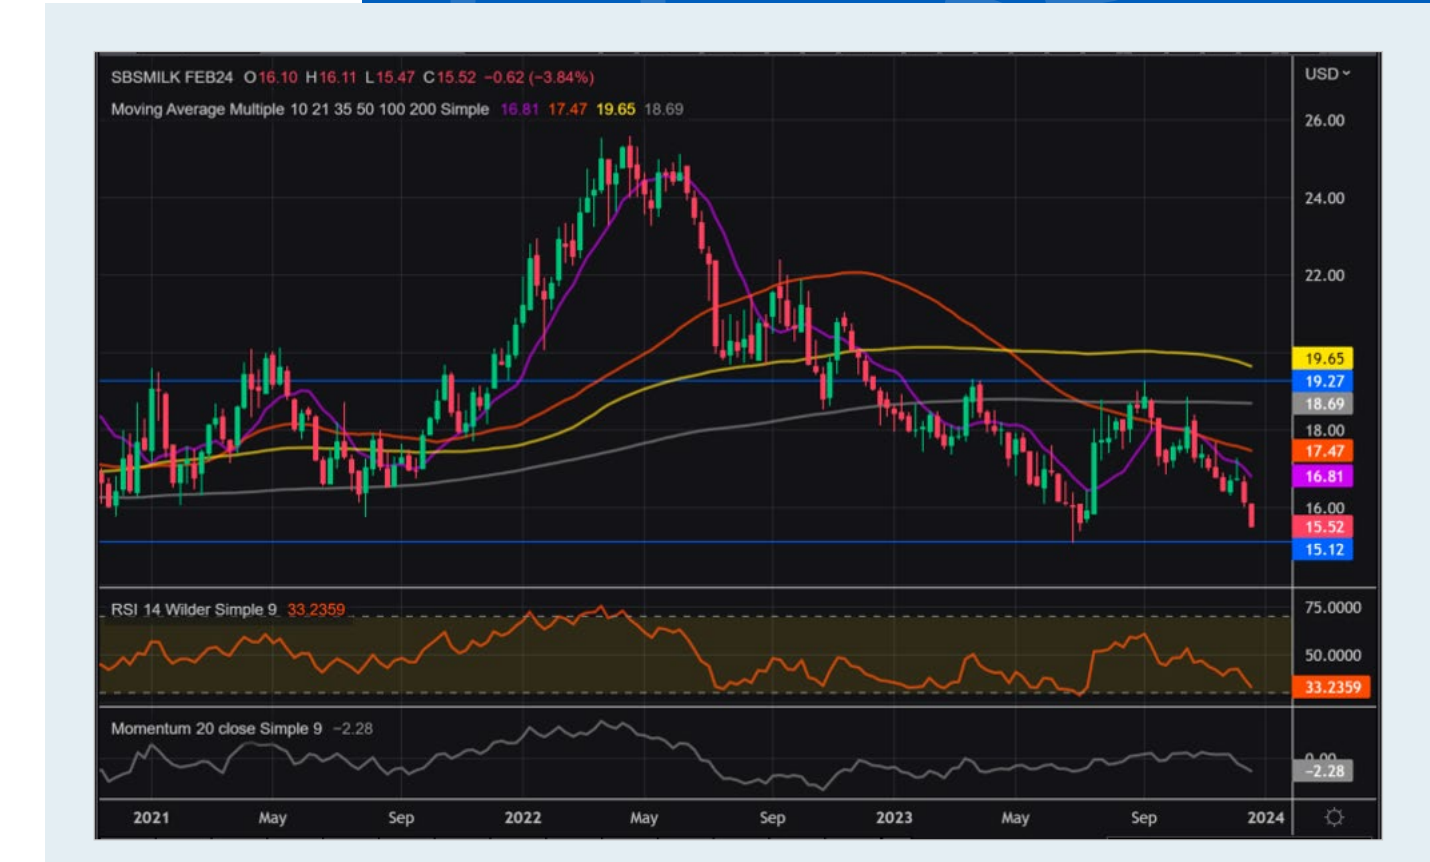 SBSMILK FEB24 O16.10 H16.11 L15.47 C15.52 −0.62 (−3.84%)
USD
Moving Average Multiple 10 21 35 50 100 200 Simple 16.81 17.47 19.65 18.69
26.00
24.00
22.00
19.65
19.27
18.69
18.00
17.47
16.81
16.00
15.52
15.12
RSI 14 Wilder Simple 9 33.2359
75.0000
50.0000
33.2359
Momentum 20 close Simple 9 −2.28
0.00
−2.28
2021 May Sep 2022 May Sep 2023 May Sep 2024